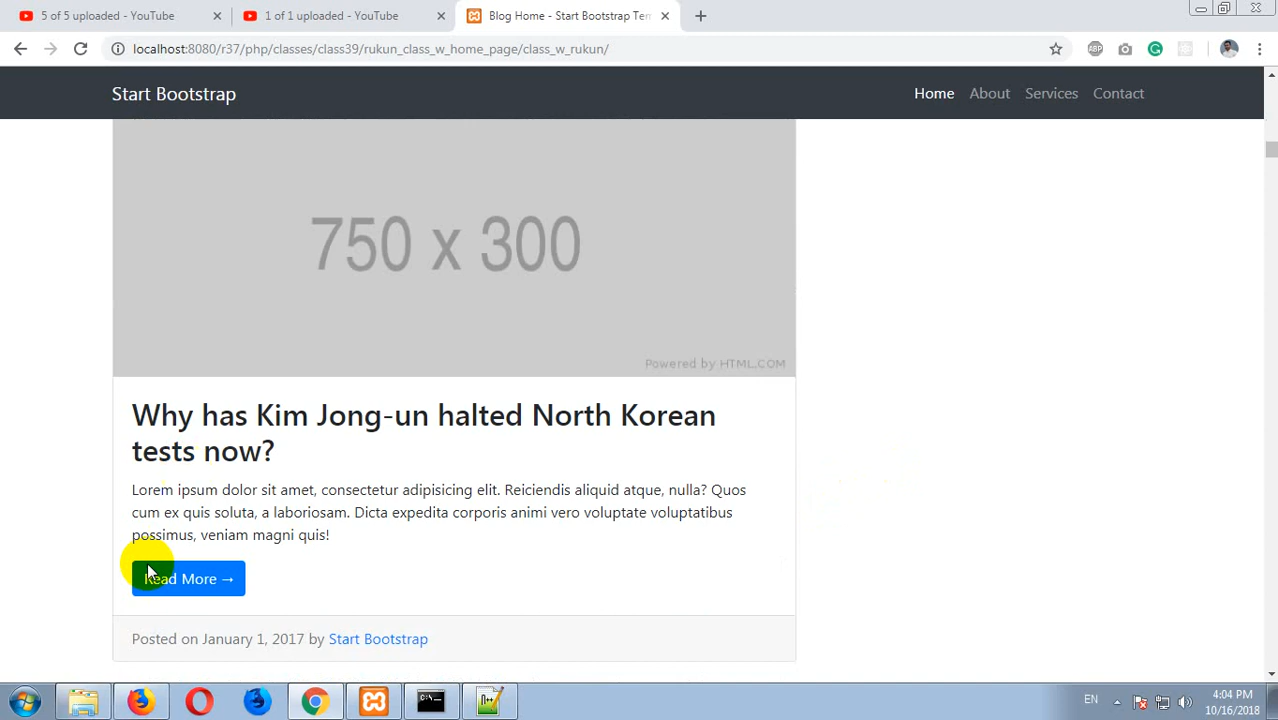 5 of 5 uploaded - YouTube
1 of 1 uploaded - YouTube
Blog Home - Start Bootstrap Tem
localhost:8080/r37/php/classes/class39/rukun_class_w_home_page/class_w_rukun/
ABP
Start Bootstrap
Home
About
Services
Contact
750 x 300
Powered by HTML.COM
Why has Kim Jong-un halted North Korean
tests now?
Lorem ipsum dolor sit amet, consectetur adipisicing elit. Reiciendis aliquid atque, nulla? Quos
cum ex quis soluta, a laboriosam. Dicta expedita corporis animi vero voluptate voluptatibus
possimus, veniam magni quis!
Read More →
Posted on January 1, 2017 by Start Bootstrap
EN
4:04 PM
10/16/2018